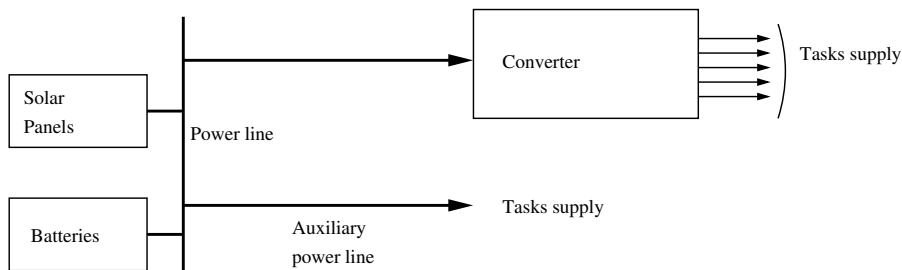 Converter
Tasks supply
Solar
Panels
Power line
Batteries
Tasks supply
Auxiliary
power line